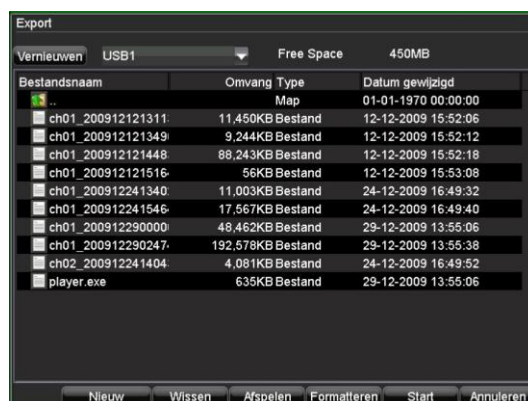 Export
Vernieuwen USB1 Free Space 450MB
Bestandsnaam Omvang Type Datum gewijzigd
.. Map 01-01-1970 00:00:00
ch01_200912121311 11,450KB Bestand 12-12-2009 15:52:06
ch01_200912121349 9,244KB Bestand 12-12-2009 15:52:12
ch01_200912121448 88,243KB Bestand 12-12-2009 15:52:18
ch01_200912121516 56KB Bestand 12-12-2009 15:53:08
ch01_200912241340 11,003KB Bestand 24-12-2009 16:49:32
ch01_200912241546 17,567KB Bestand 24-12-2009 16:49:40
ch01_200912290000 48,462KB Bestand 29-12-2009 13:55:06
ch01_200912290247 192,578KB Bestand 29-12-2009 13:55:38
ch02_200912241404 4,081KB Bestand 24-12-2009 16:49:52
player.exe 635KB Bestand 29-12-2009 13:55:06
Nieuw Wissen Afspelen Formatteren Start Annuleren